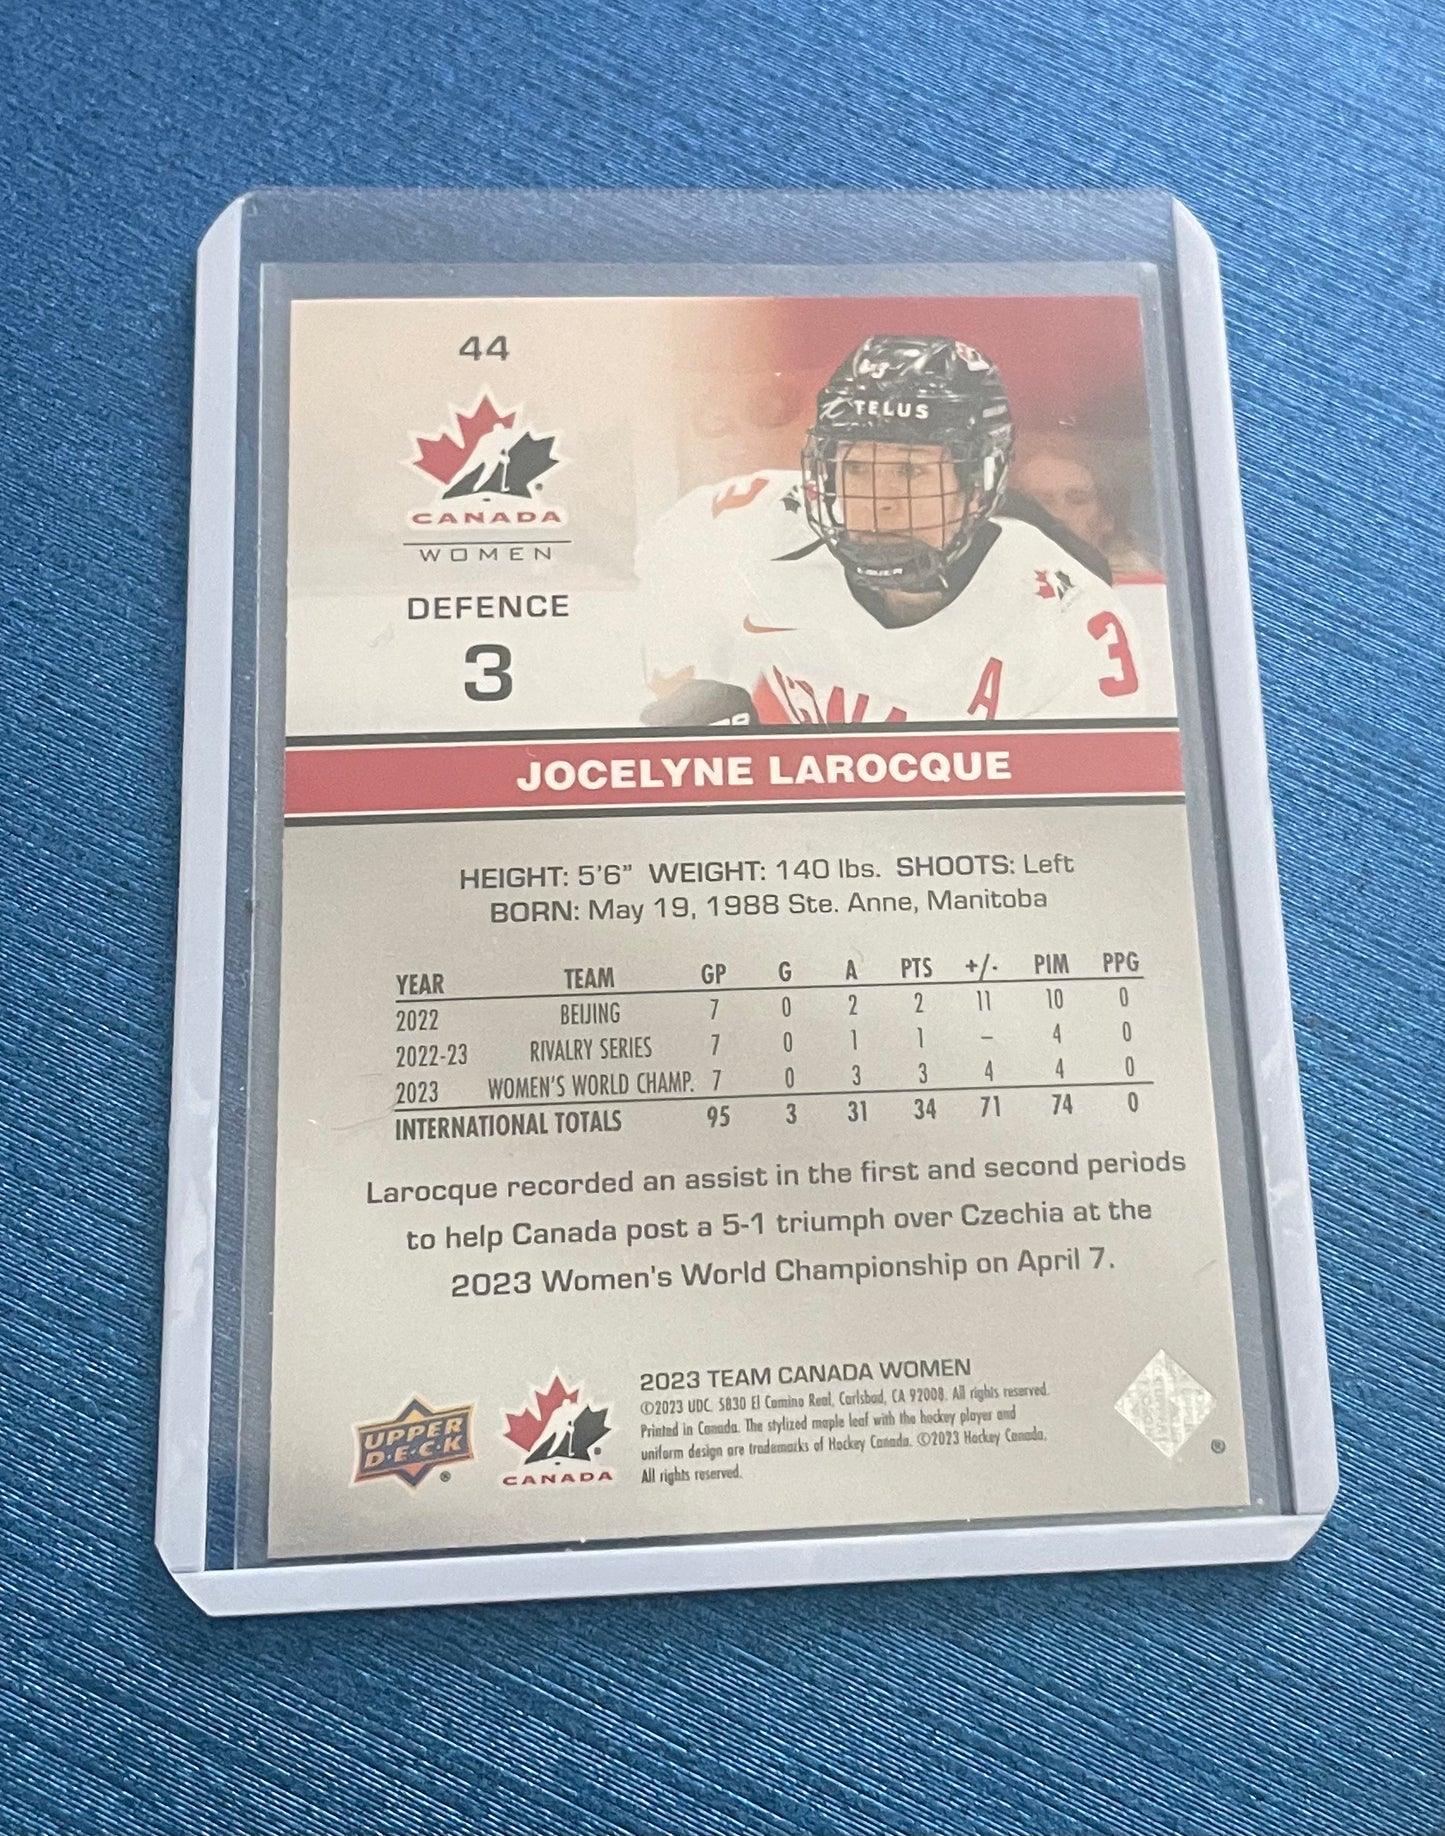 44
CANADA
WOMEN
DEFENCE
3
TELUS
3
A
JOCELYNE LAROCQUE
HEIGHT: 5'6" WEIGHT: 140 lbs. SHOOTS: Left
BORN: May 19, 1988 Ste. Anne, Manitoba
YEAR TEAM GP G A PTS +/- PIM PPG
2022 BEIJING 7 0 2 2 11 10 0
2022-23 RIVALRY SERIES 7 0 1 1 – 4 0
2023 WOMEN'S WORLD CHAMP. 7 0 3 3 4 4 0
INTERNATIONAL TOTALS 95 3 31 34 71 74 0
Larocque recorded an assist in the first and second periods
to help Canada post a 5-1 triumph over Czechia at the
2023 Women's World Championship on April 7.
UPPER
D·E·C·K
®
CANADA
2023 TEAM CANADA WOMEN
©2023 UDC. 5830 El Camino Real, Carlsbad, CA 92008. All rights reserved.
Printed in Canada. The stylized maple leaf with the hockey player and
uniform design are trademarks of Hockey Canada. ©2023 Hockey Canada.
All rights reserved.
®